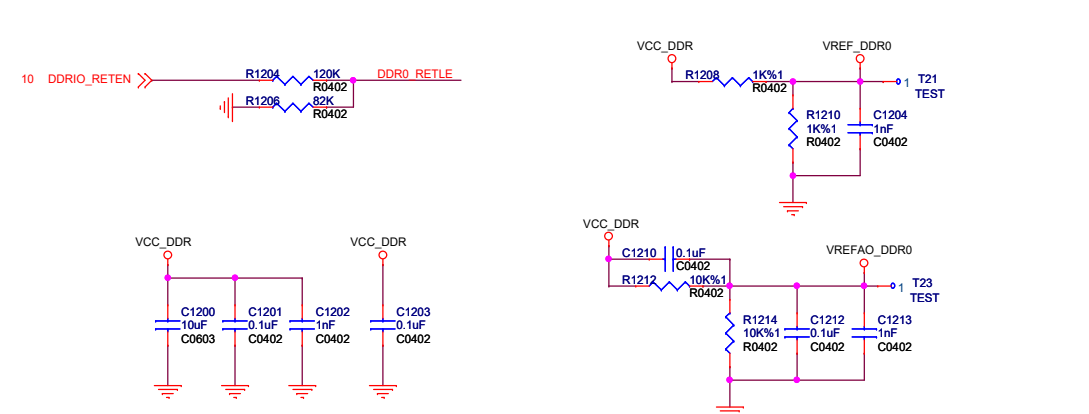 10 DDRIO_RETEN
R1204 120K
R0402
DDR0_RETLE
R1206 82K
R0402
VCC_DDR
VREF_DDR0
R1208 1K%1
R0402
1 T21
TEST
R1210
1K%1
R0402
C1204
1nF
C0402
VCC_DDR
C1200
10uF
C0603
C1201
0.1uF
C0402
C1202
1nF
C0402
VCC_DDR
C1203
0.1uF
C0402
VCC_DDR
C1210 0.1uF
C0402
R1212 10K%1
R0402
VREFAO_DDR0
1 T23
TEST
R1214
10K%1
R0402
C1212
0.1uF
C0402
C1213
1nF
C0402